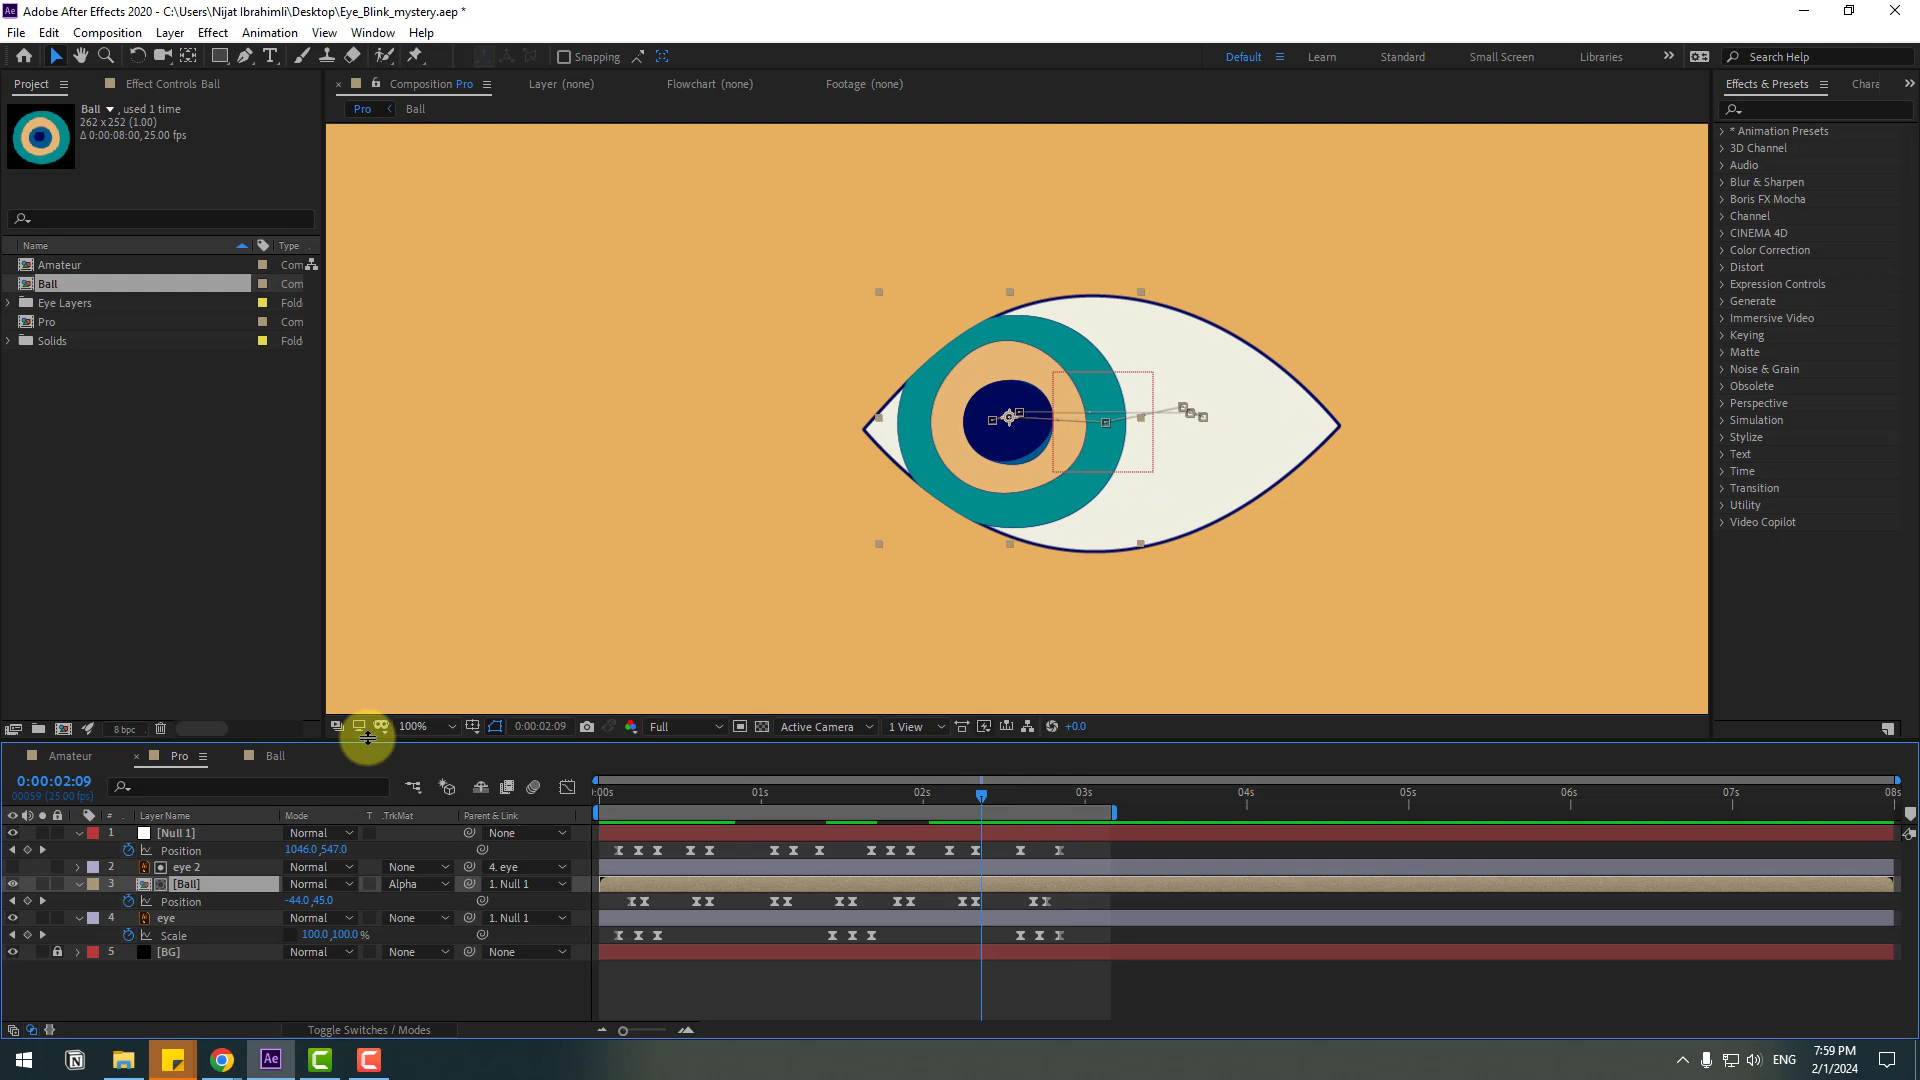 Adobe After Effects 2020 - C:\Users\Nijat Ibrahimli\Desktop\Eye_Blink_mystery.aep *
File Edit Composition Layer Effect Animation View Window Help
Snapping
Default Learn Standard Small Screen Libraries Search Help
Project Effect Controls Ball
Composition Pro Layer (none) Flowchart (none) Footage (none)
Effects & Presets Chara
Ball , used 1 time
262 x 252 (1.00)
Δ 0:00:08:00, 25.00 fps
Pro Ball
Name Type
Amateur Com
Ball Com
Eye Layers Fold
Pro Com
Solids Fold
* Animation Presets
3D Channel
Audio
Blur & Sharpen
Boris FX Mocha
Channel
CINEMA 4D
Color Correction
Distort
Expression Controls
Generate
Immersive Video
Keying
Matte
Noise & Grain
Obsolete
Perspective
Simulation
Stylize
Text
Time
Transition
Utility
Video Copilot
8 bpc
100% 0:00:02:09 Full Active Camera 1 View +0.0
Amateur Pro Ball
0:00:02:09
00059 (25.00 fps)
:00s 01s 02s 03s 04s 05s 06s 07s 08s
# Layer Name Mode T .TrkMat Parent & Link
1 [Null 1] Normal None
Position 1046.0,547.0
2 eye 2 Normal None 4. eye
3 [Ball] Normal Alpha 1. Null 1
Position -44.0,45.0
4 eye Normal None 1. Null 1
Scale 100.0,100.0%
5 [BG] Normal None None
Toggle Switches / Modes
Ae
ENG
7:59 PM
2/1/2024